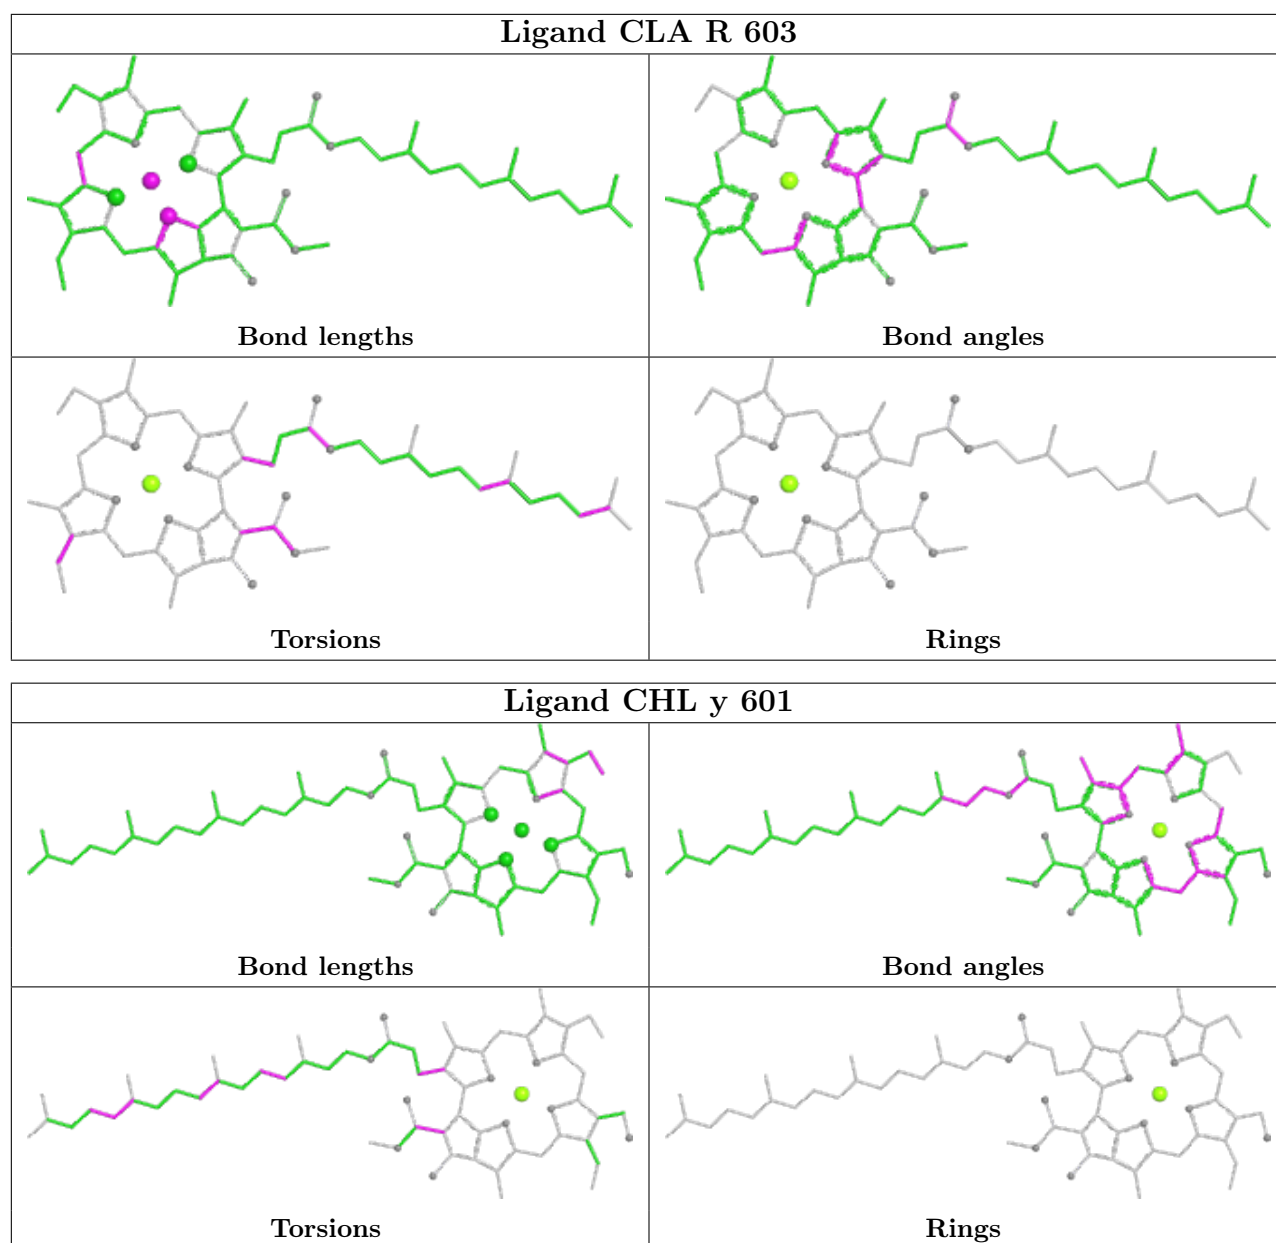 Ligand CLA R 603
Bond lengths
Bond angles
Torsions
Rings
Ligand CHL y 601
Bond lengths
Bond angles
Torsions
Rings